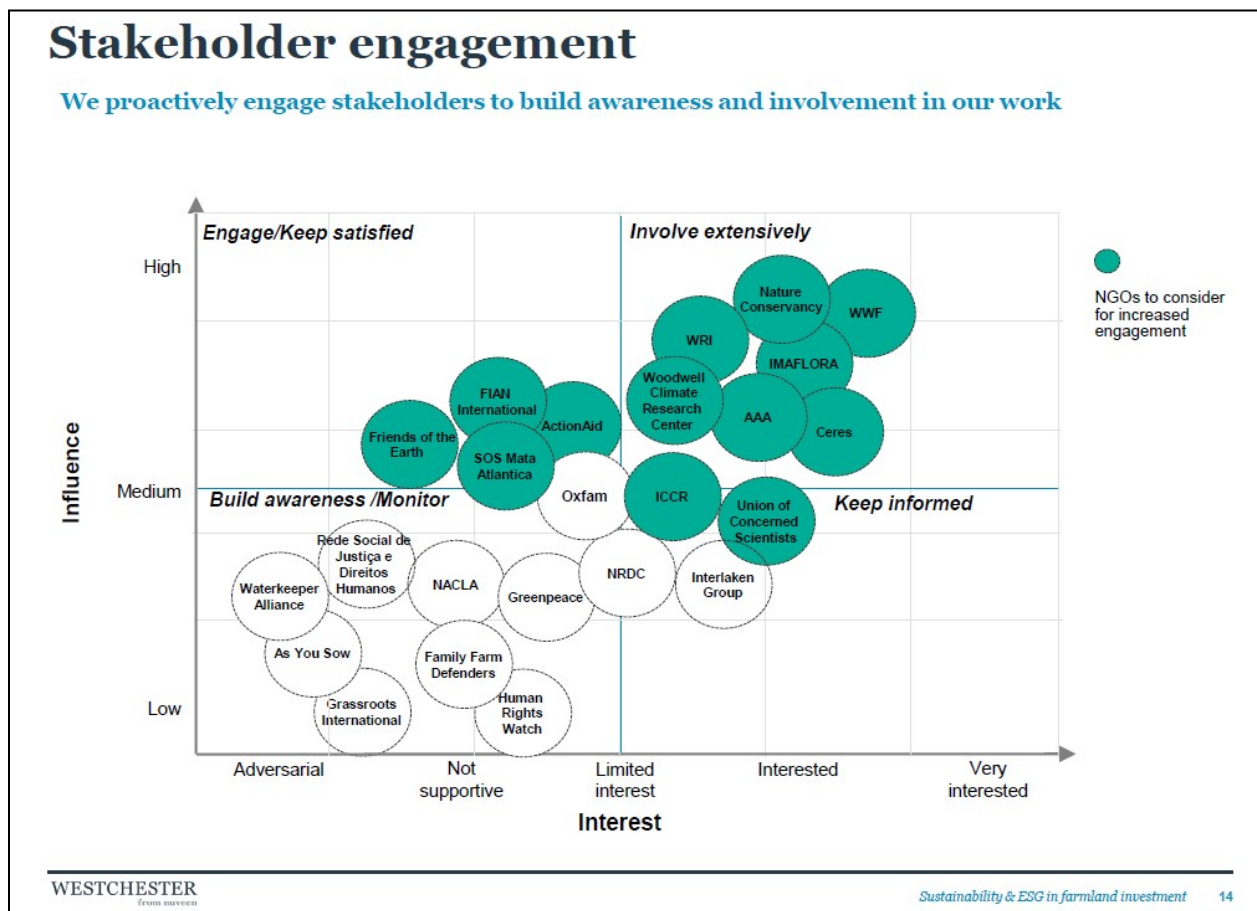 Stakeholder engagement
We proactively engage stakeholders to build awareness and involvement in our work
Engage/Keep satisfied
Involve extensively
High
Nature
Conservancy
WWF
NGOs to consider
for increased
engagement
WRI
IMAFLORA
Woodwell
Climate
Research
Center
FIAN
International
ActionAid
AAA
Ceres
Friends of the
Earth
SOS Mata
Atlantica
Influence
Medium
Build awareness /Monitor
Oxfam
ICCR
Keep informed
Union of
Concerned
Scientists
Rede Social de
Justiça e
Direitos
Humanos
Waterkeeper
Alliance
NACLA
Greenpeace
NRDC
Interlaken
Group
As You Sow
Family Farm
Defenders
Grassroots
International
Human
Rights
Watch
Low
Adversarial
Not
supportive
Limited
interest
Interested
Very
interested
Interest
WESTCHESTER
from nuveen
Sustainability & ESG in farmland investment 14